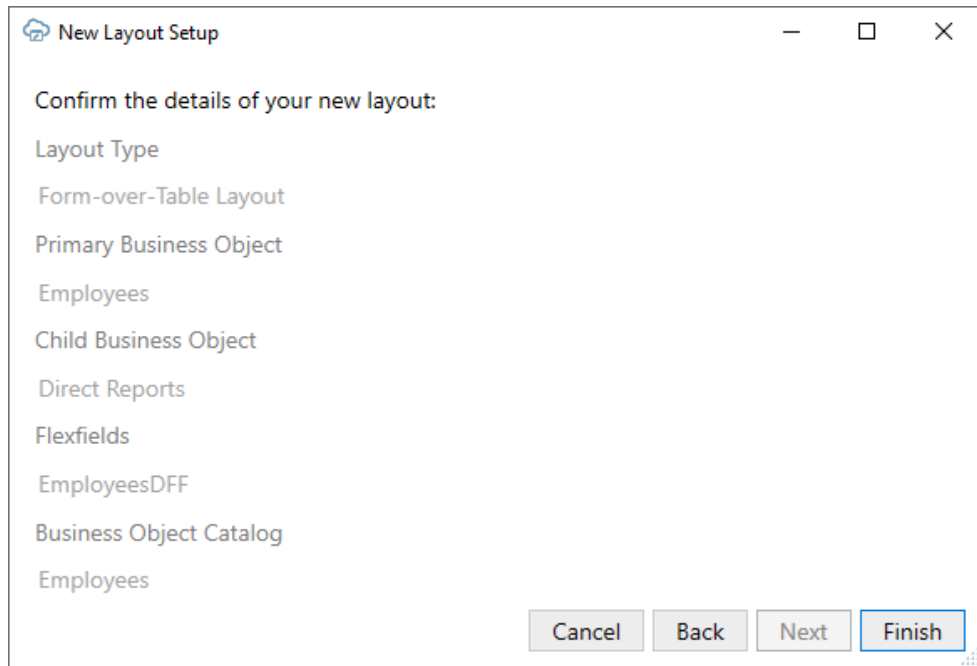 New Layout Setup
Confirm the details of your new layout:
Layout Type
Form-over-Table Layout
Primary Business Object
Employees
Child Business Object
Direct Reports
Flexfields
EmployeesDFF
Business Object Catalog
Employees
Cancel Back Next Finish